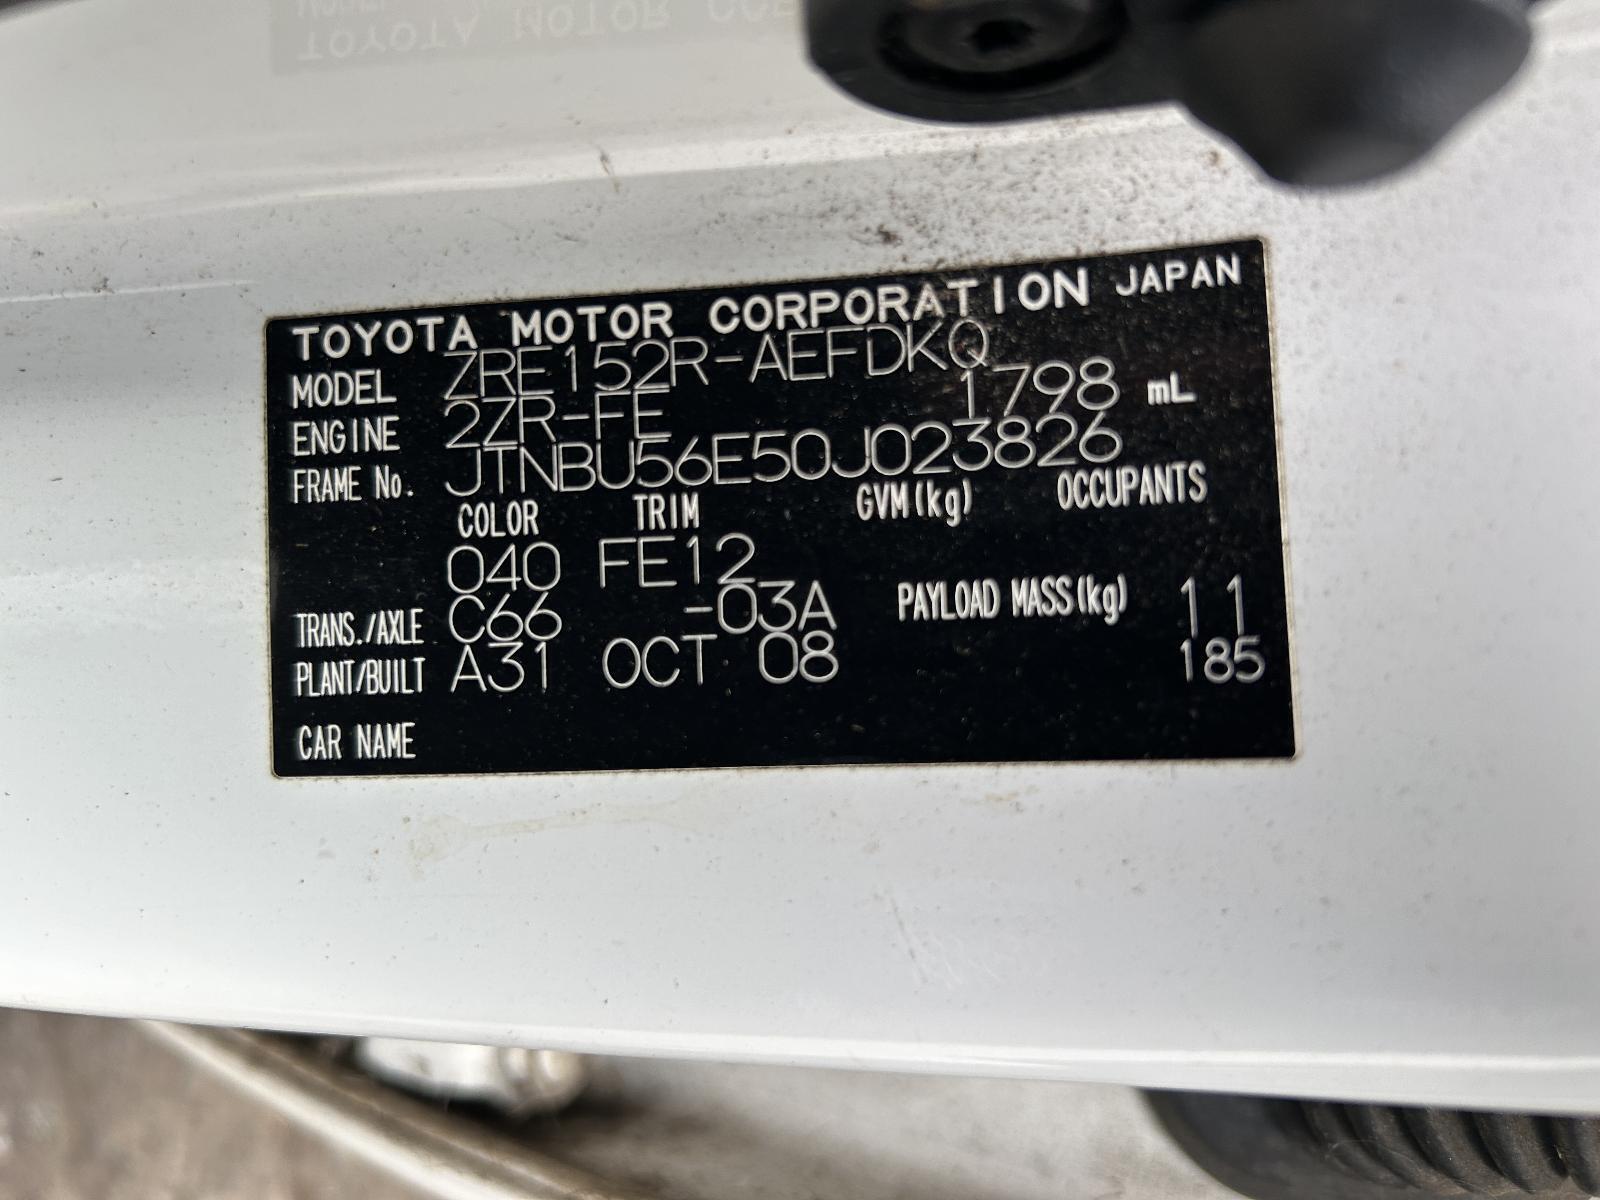 TOYOTA MOTOR CORPORATION JAPAN
MODEL ZRE152R-AEFDKQ
ENGINE 2ZR-FE 1798 mL
FRAME No. JTNBU56E50J023826
COLOR TRIM GVM(kg) OCCUPANTS
040 FE12
TRANS./AXLE C66 -03A PAYLOAD MASS(kg) 11
PLANT/BUILT A31 OCT 08 185
CAR NAME